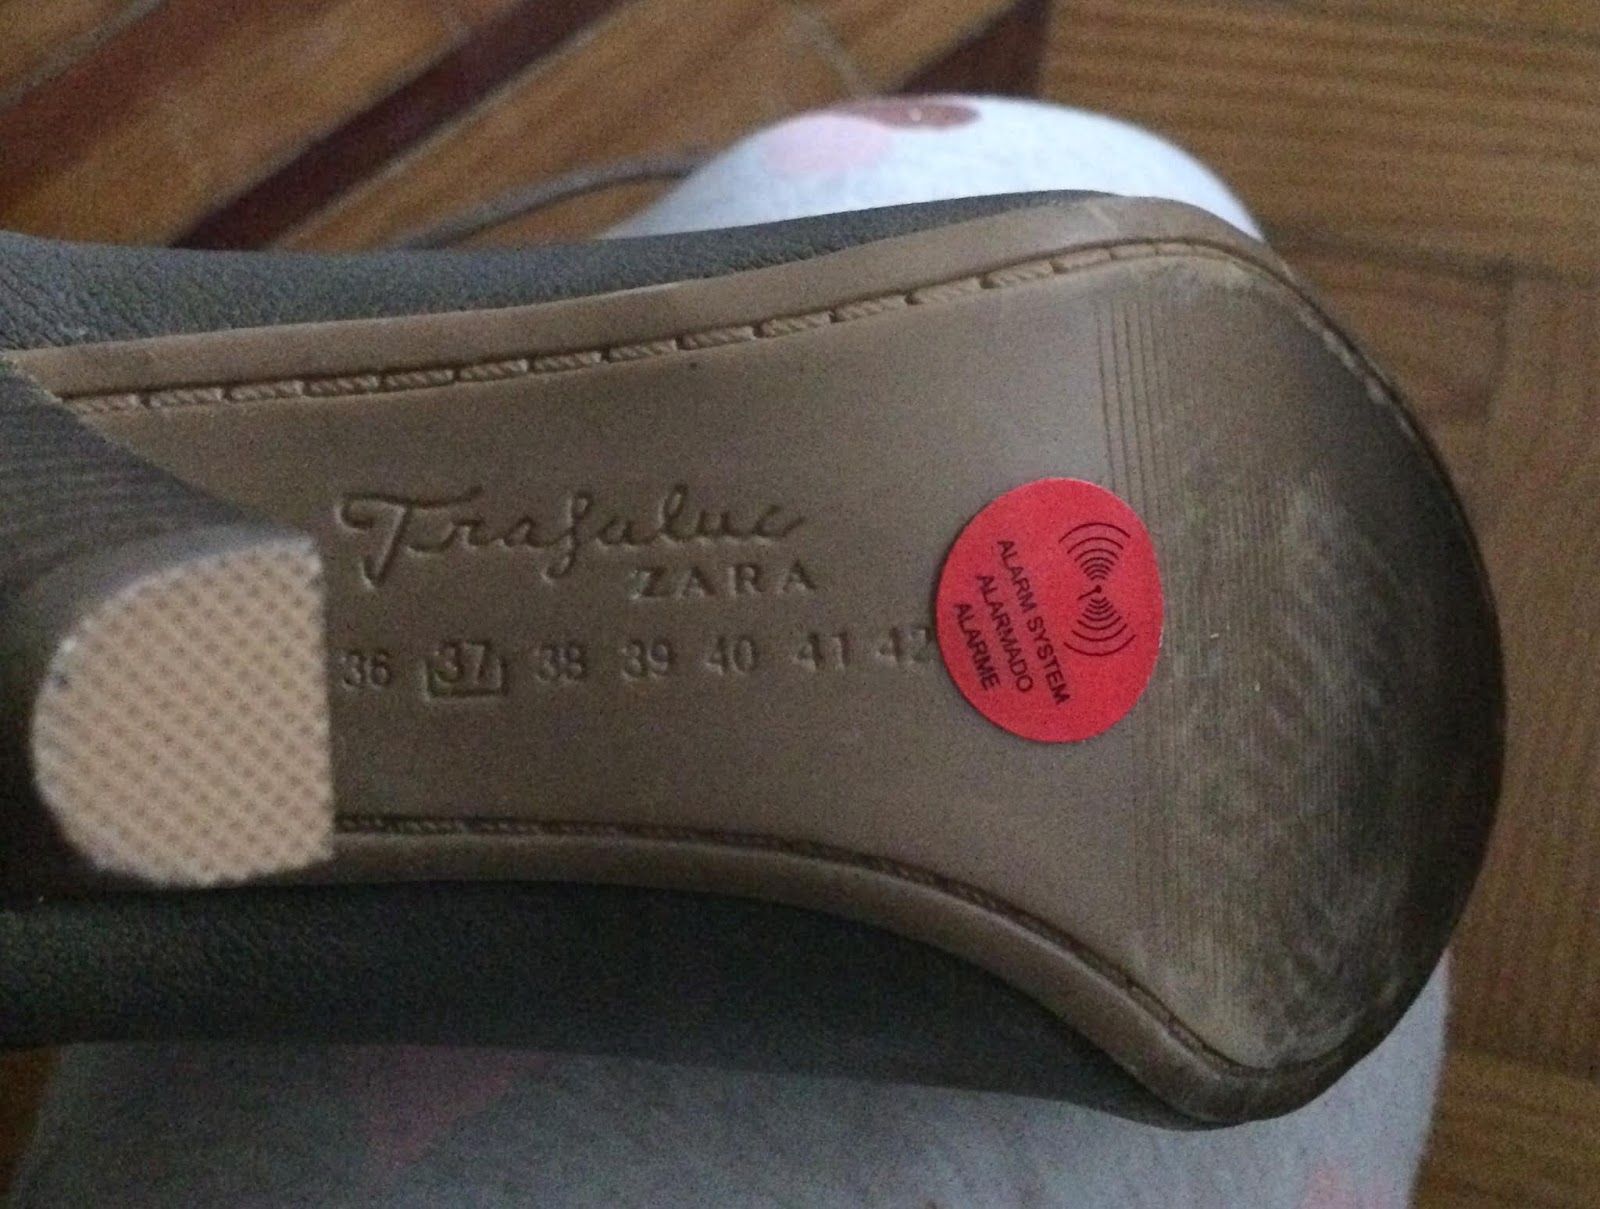 Trafaluc
ZARA
36 37 38 39 40 41 42
ALARM SYSTEM
ALARMADO
ALARME